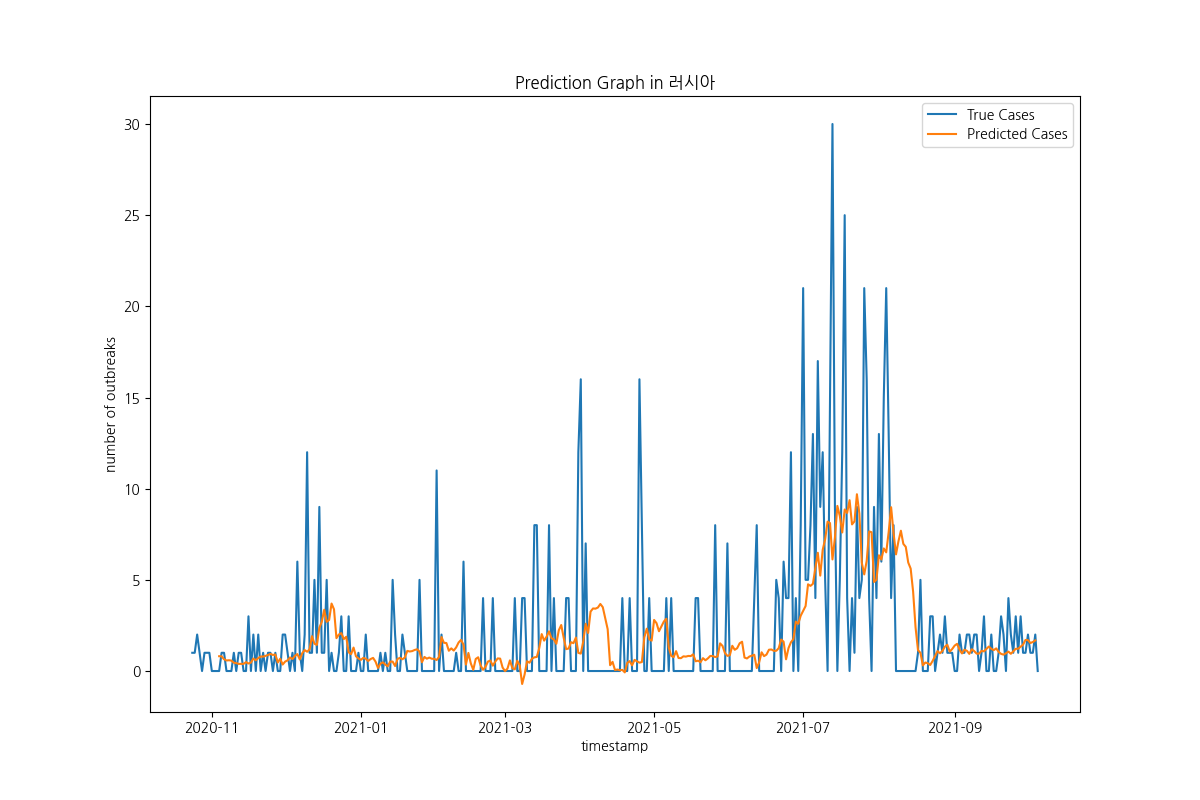 Prediction Graph in 러시아
True Cases
Predicted Cases
number of outbreaks
30
25
20
15
10
5
0
2020-11
2021-01
2021-03
2021-05
2021-07
2021-09
timestamp